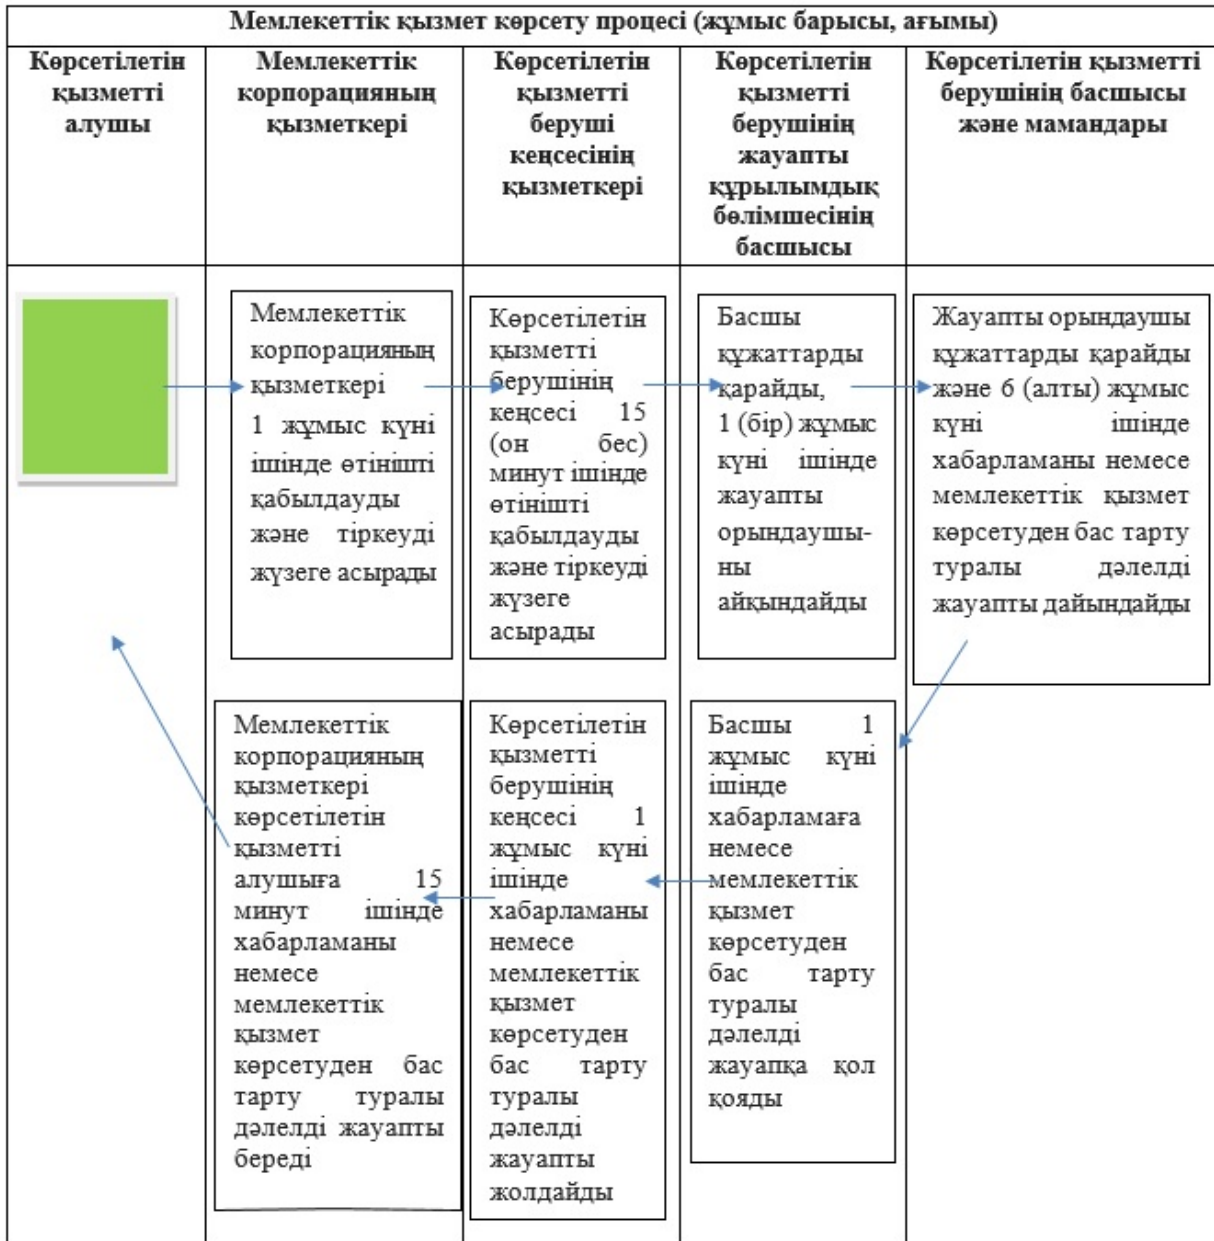 Мемлекеттік қызмет көрсету процесі (жұмыс барысы, ағымы)
Көрсетілетін
қызметті
алушы
Мемлекеттік
корпорацияның
қызметкері
Көрсетілетін
қызметті
беруші
кеңсесінің
қызметкері
Көрсетілетін
қызметті
берушінің
жауапты
құрылымдық
бөлімшесінің
басшысы
Көрсетілетін қызметті
берушінің басшысы
және мамандары
Мемлекеттік
корпорацияның
қызметкері
1 жұмыс күні
ішінде өтінішті
қабылдауды
және тіркеуді
жүзеге асырады
Көрсетілетін
қызметті
берушінің
кеңсесі 15
(он бес)
минут ішінде
өтінішті
қабылдауды
және тіркеуді
жүзеге
асырады
Басшы
құжаттарды
қарайды,
1 (бір) жұмыс
күні ішінде
жауапты
орындаушы-
ны
айқындайды
Жауапты орындаушы
құжаттарды қарайды
және 6 (алты) жұмыс
күні ішінде
хабарламаны немесе
мемлекеттік қызмет
көрсетуден бас тарту
туралы дәлелді
жауапты дайындайды
Мемлекеттік
корпорацияның
қызметкері
көрсетілетін
қызметті
алушыға 15
минут ішінде
хабарламаны
немесе
мемлекеттік
қызмет
көрсетуден бас
тарту туралы
дәлелді жауапты
береді
Көрсетілетін
қызметті
берушінің
кеңсесі 1
жұмыс күні
ішінде
хабарламаны
немесе
мемлекеттік
қызмет
көрсетуден
бас тарту
туралы
дәлелді
жауапты
жолдайды
Басшы 1
жұмыс күні
ішінде
хабарламаға
немесе
мемлекеттік
қызмет
көрсетуден
бас тарту
туралы
дәлелді
жауапқа қол
қояды